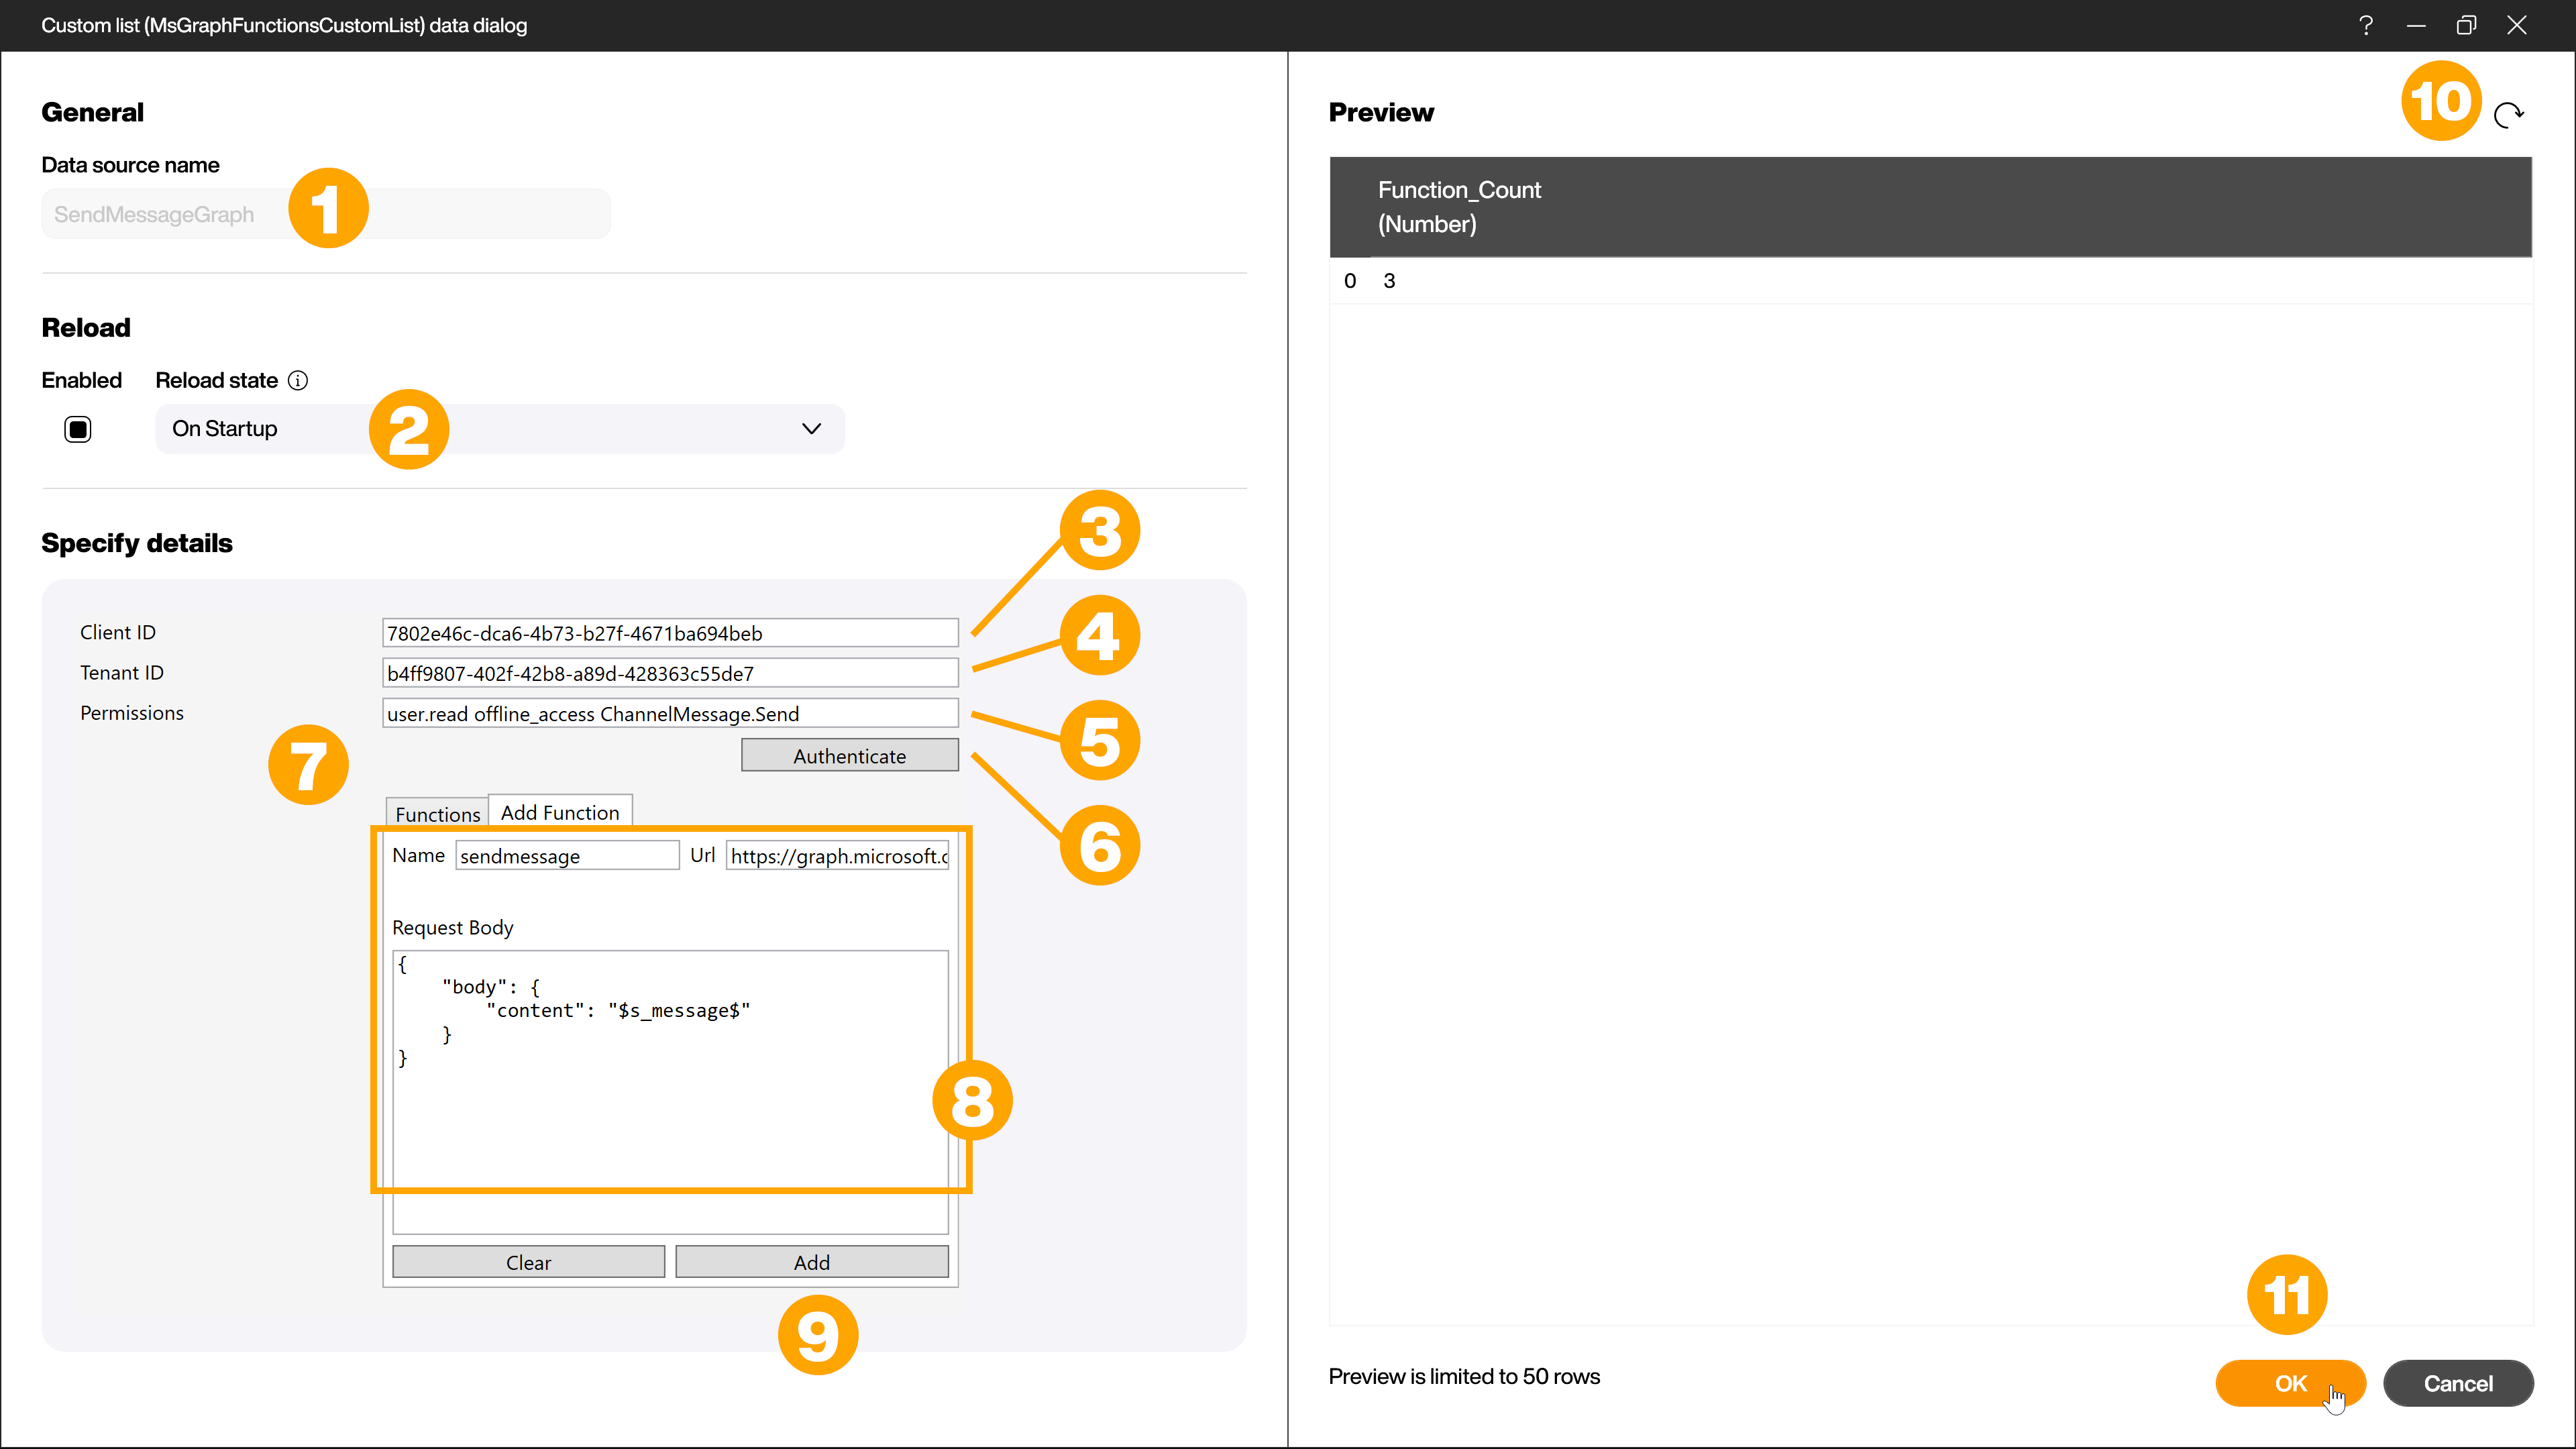 Custom list (MsGraphFunctionsCustomList) data dialog
General
Data source name
SendMessageGraph
1
Reload
Enabled
Reload state
On Startup
2
Specify details
3
Client ID
7802e46c-dca6-4b73-b27f-4671ba694beb
4
Tenant ID
b4ff9807-402f-42b8-a89d-428363c55de7
Permissions
user.read offline_access ChannelMessage.Send
5
7
Authenticate
6
Functions
Add Function
Name
sendmessage
Url
https://graph.microsoft.c
Request Body
{
"body": {
"content": "$s_message$"
}
}
8
Clear
Add
9
Preview
10
Function_Count
(Number)
0
3
11
Preview is limited to 50 rows
OK
Cancel